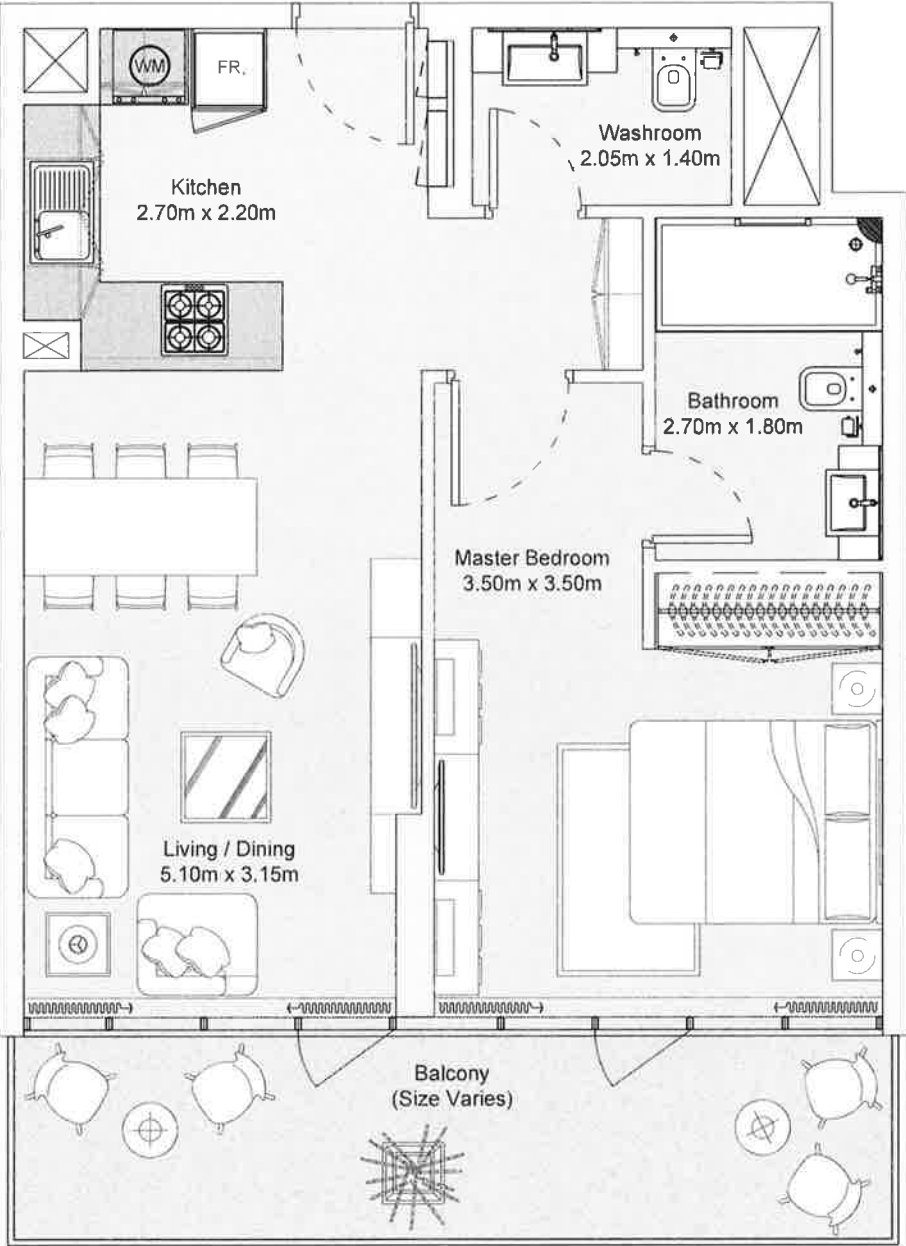 WM
FR.
Washroom
2.05m x 1.40m
Kitchen
2.70m x 2.20m
Bathroom
2.70m x 1.80m
Master Bedroom
3.50m x 3.50m
Living / Dining
5.10m x 3.15m
Balcony
(Size Varies)